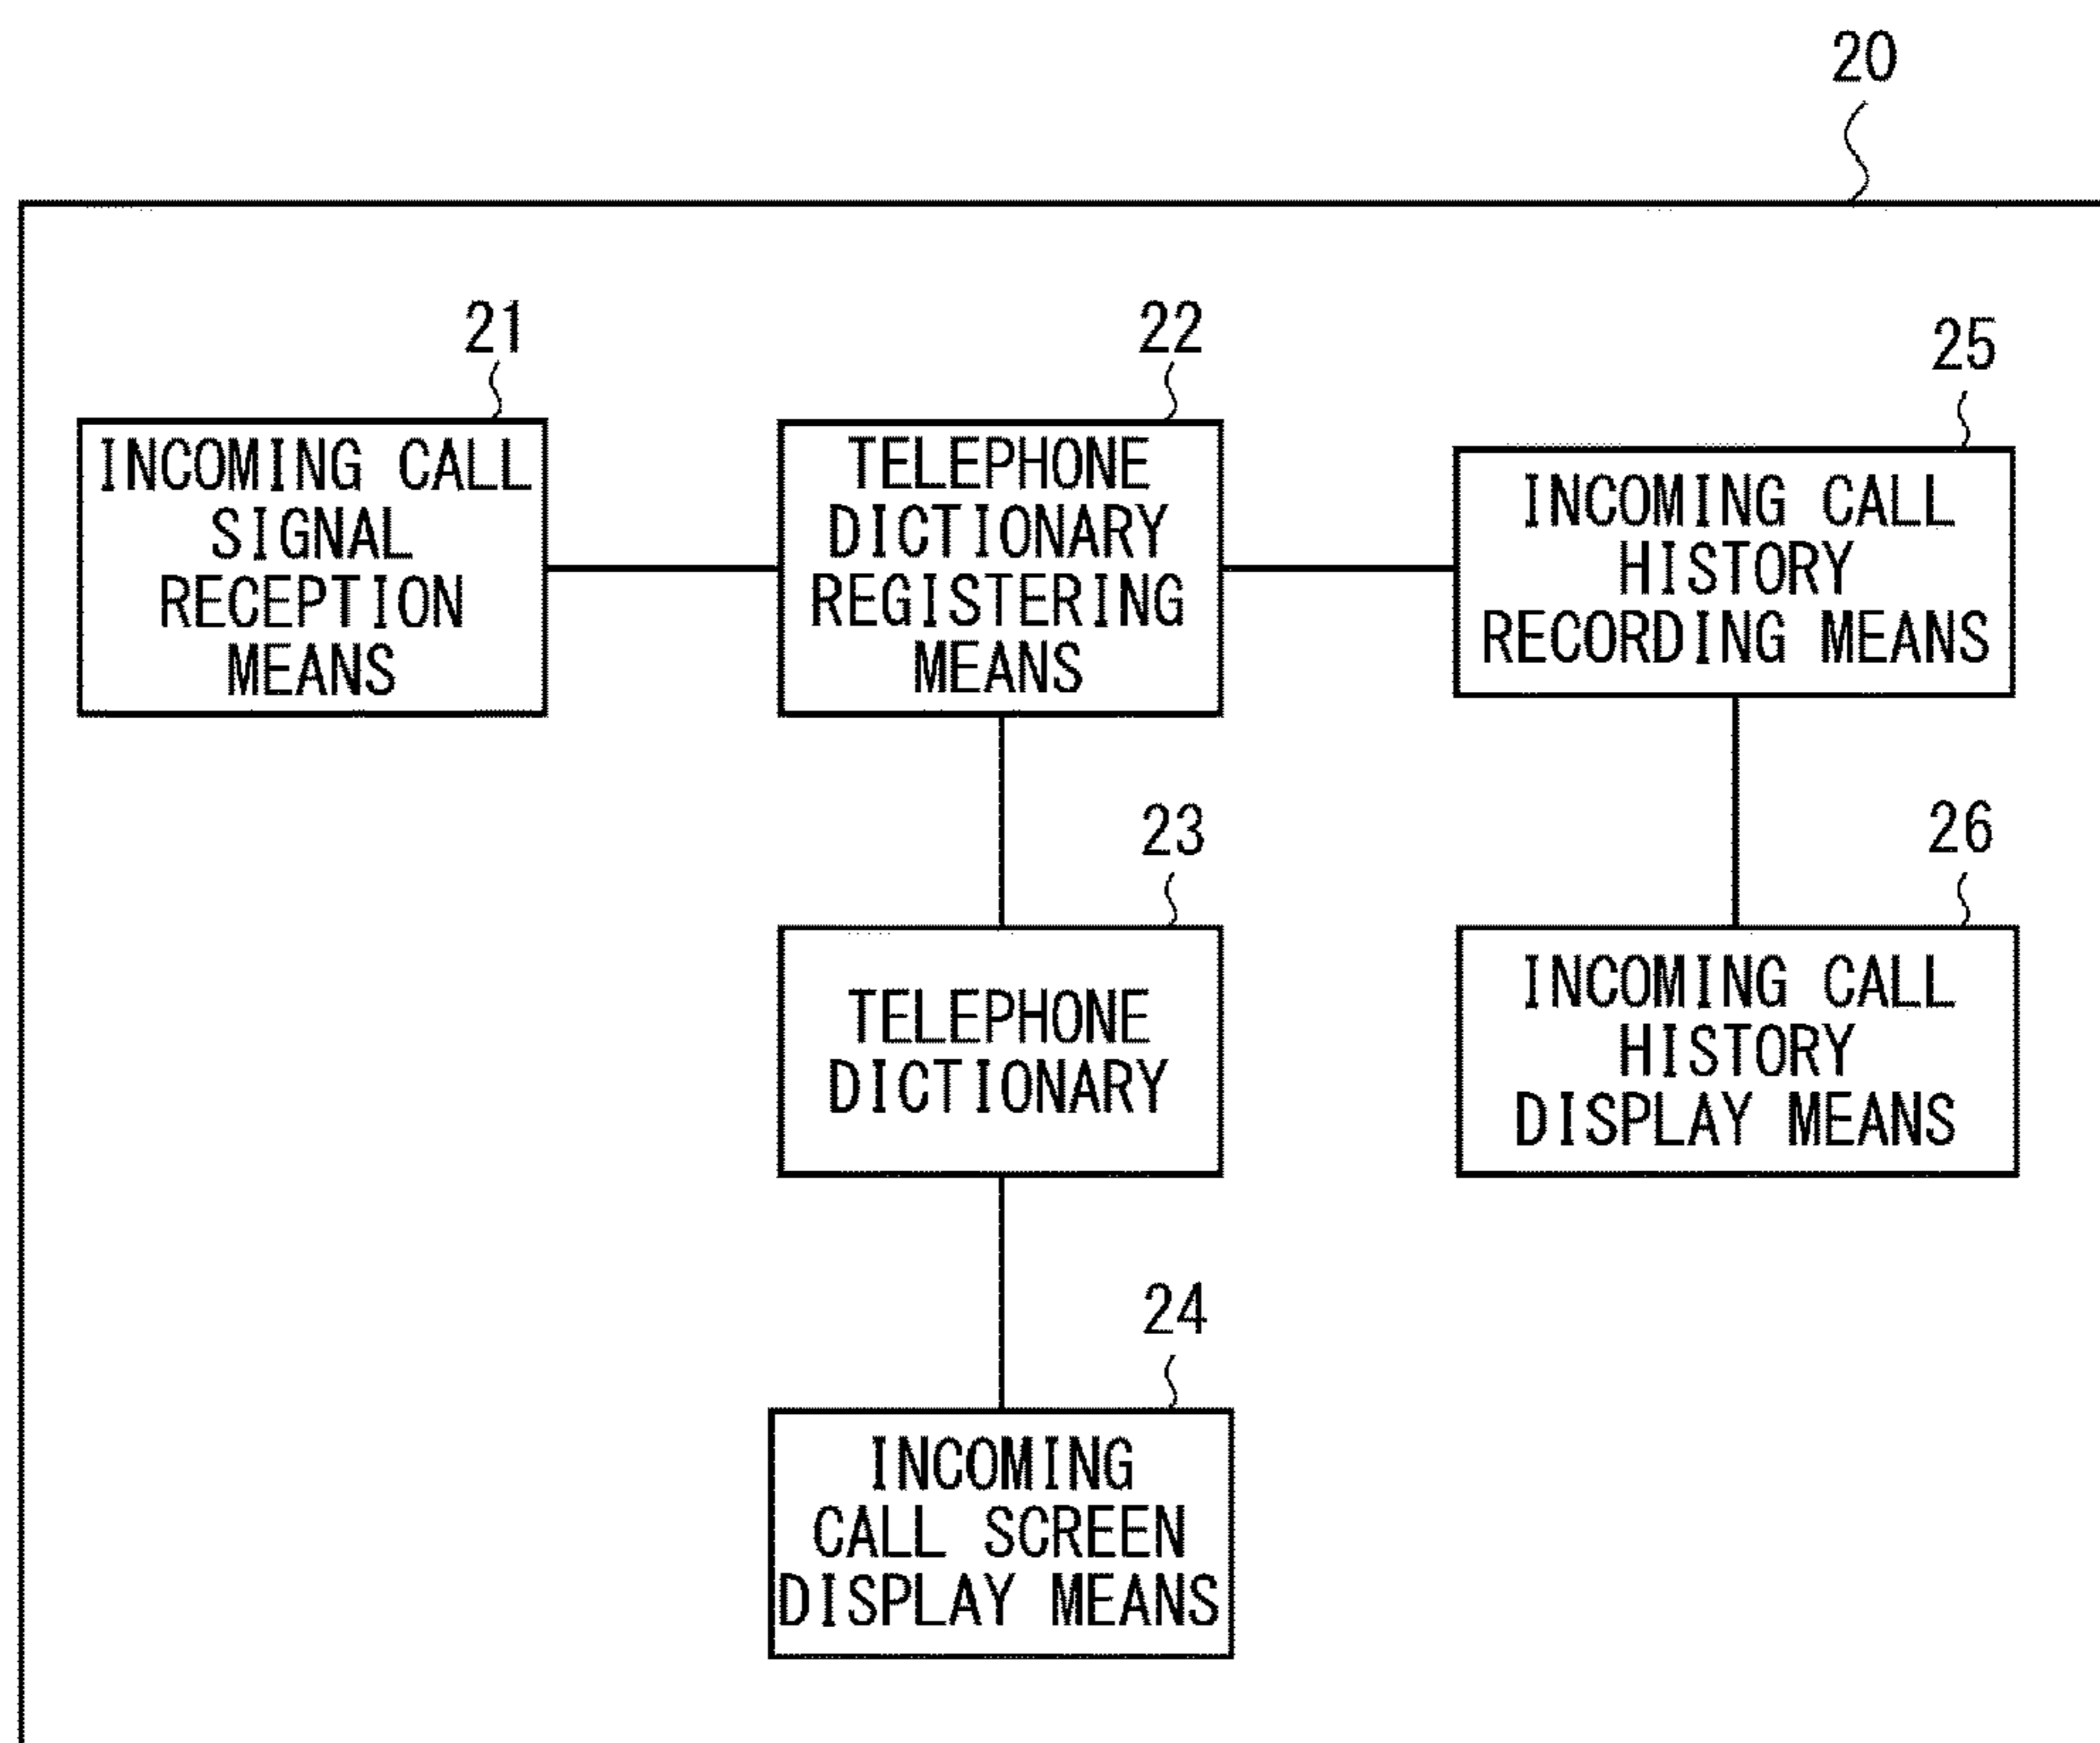 20
21
INCOMING CALL
SIGNAL
RECEPTION
MEANS
22
TELEPHONE
DICTIONARY
REGISTERING
MEANS
25
INCOMING CALL
HISTORY
RECORDING MEANS
23
TELEPHONE
DICTIONARY
26
INCOMING CALL
HISTORY
DISPLAY MEANS
24
INCOMING
CALL SCREEN
DISPLAY MEANS